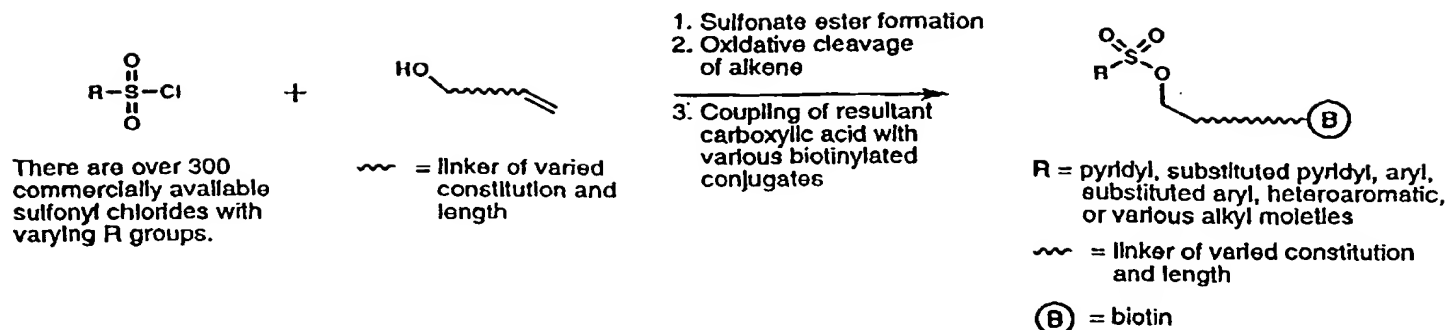 O
R-S-Cl
O
+
HO
1. Sulfonate ester formation
2. Oxidative cleavage
of alkene
3. Coupling of resultant
carboxylic acid with
various biotinylated
conjugates
O O
R S O
B
There are over 300
commercially available
sulfonyl chlorides with
varying R groups.
= linker of varied
constitution and
length
R = pyridyl, substituted pyridyl, aryl,
substituted aryl, heteroaromatic,
or various alkyl moieties
= linker of varied constitution
and length
B = biotin